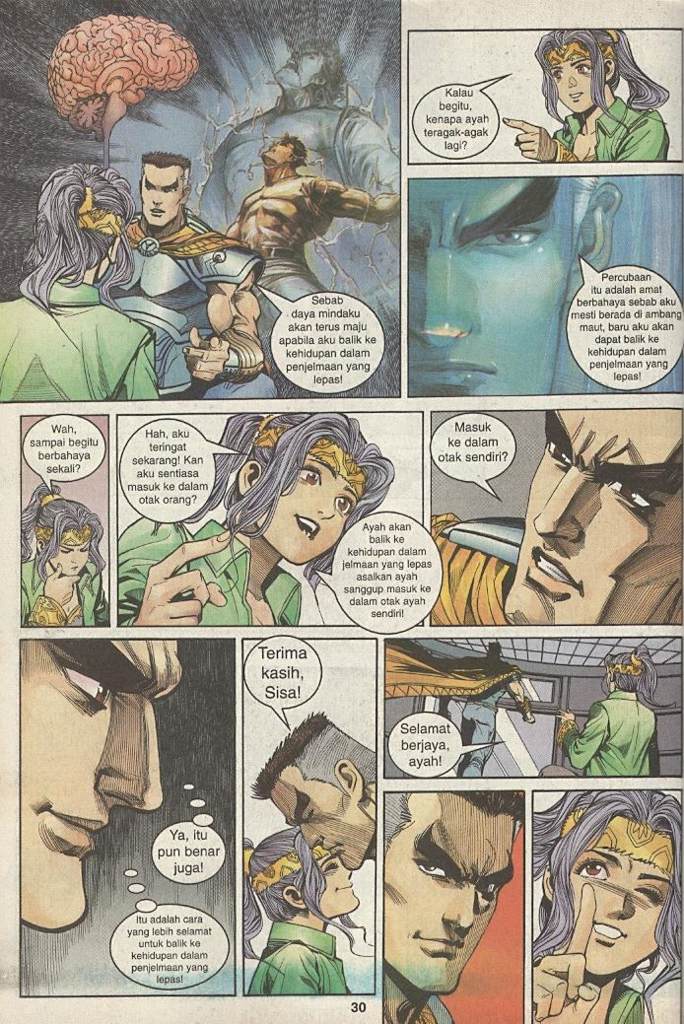 Sebab
daya mindaku
akan terus maju
apabila aku balik ke
kehidupan dalam
penjelmaan yang
lepas!
Kalau
begitu,
kenapa ayah
teragak-agak
lagi?
Percubaan
itu adalah amat
berbahaya sebab aku
mesti berada di ambang
maut, baru aku akan
dapat balik ke
kehidupan dalam
penjelmaan yang
lepas!
Wah,
sampai begitu
berbahaya
sekali?
Hah, aku
teringat
sekarang! Kan
aku sentiasa
masuk ke dalam
otak orang?
Ayah akan
balik ke
kehidupan dalam
jelmaan yang lepas
asalkan ayah
sanggup masuk ke
dalam otak ayah
sendiri!
Masuk
ke dalam
otak sendiri?
Ya, itu
pun benar
juga!
Itu adalah cara
yang lebih selamat
untuk balik ke
kehidupan dalam
penjelmaan yang
lepas!
Terima
kasih,
Sisa!
Selamat
berjaya,
ayah!
30